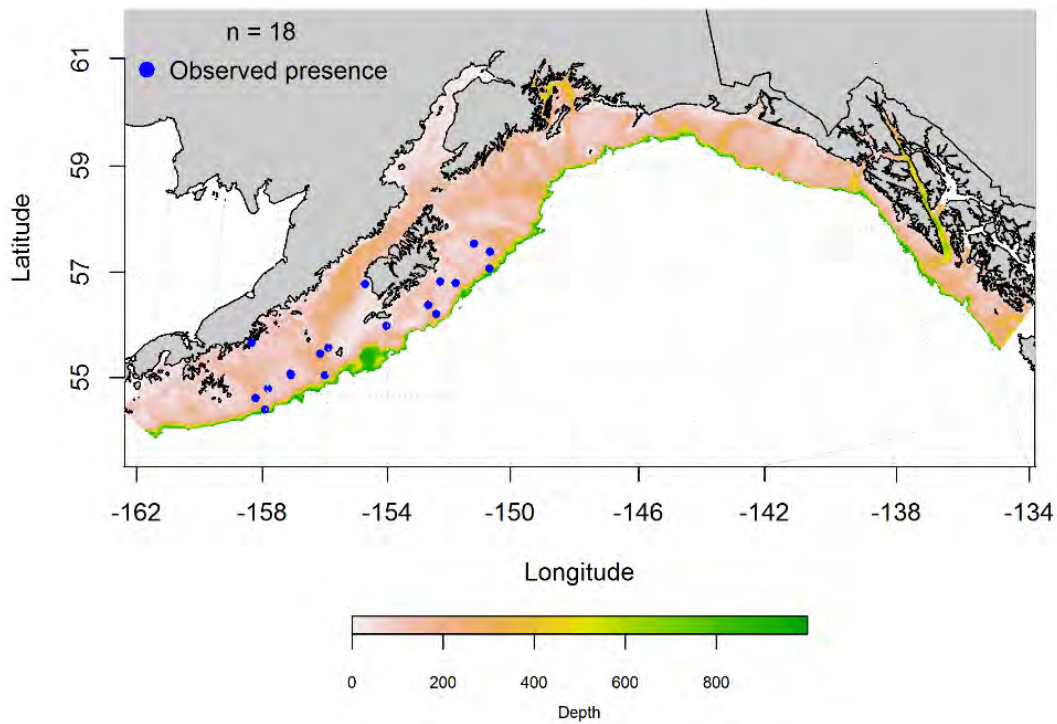 n = 18
Observed presence
61
59
57
55
Latitude
-162 -158 -154 -150 -146 -142 -138 -134
Longitude
0 200 400 600 800
Depth